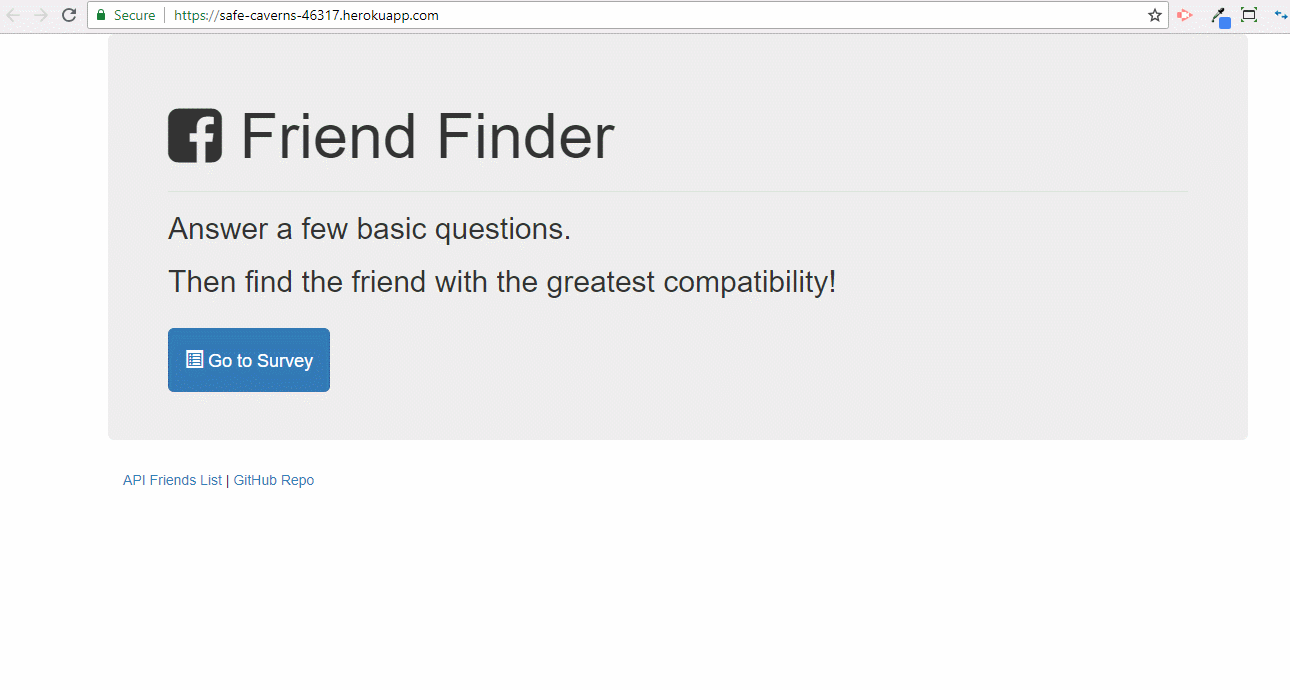 Secure
https://safe-caverns-46317.herokuapp.com
Friend Finder
Answer a few basic questions.
Then find the friend with the greatest compatibility!
Go to Survey
API Friends List | GitHub Repo